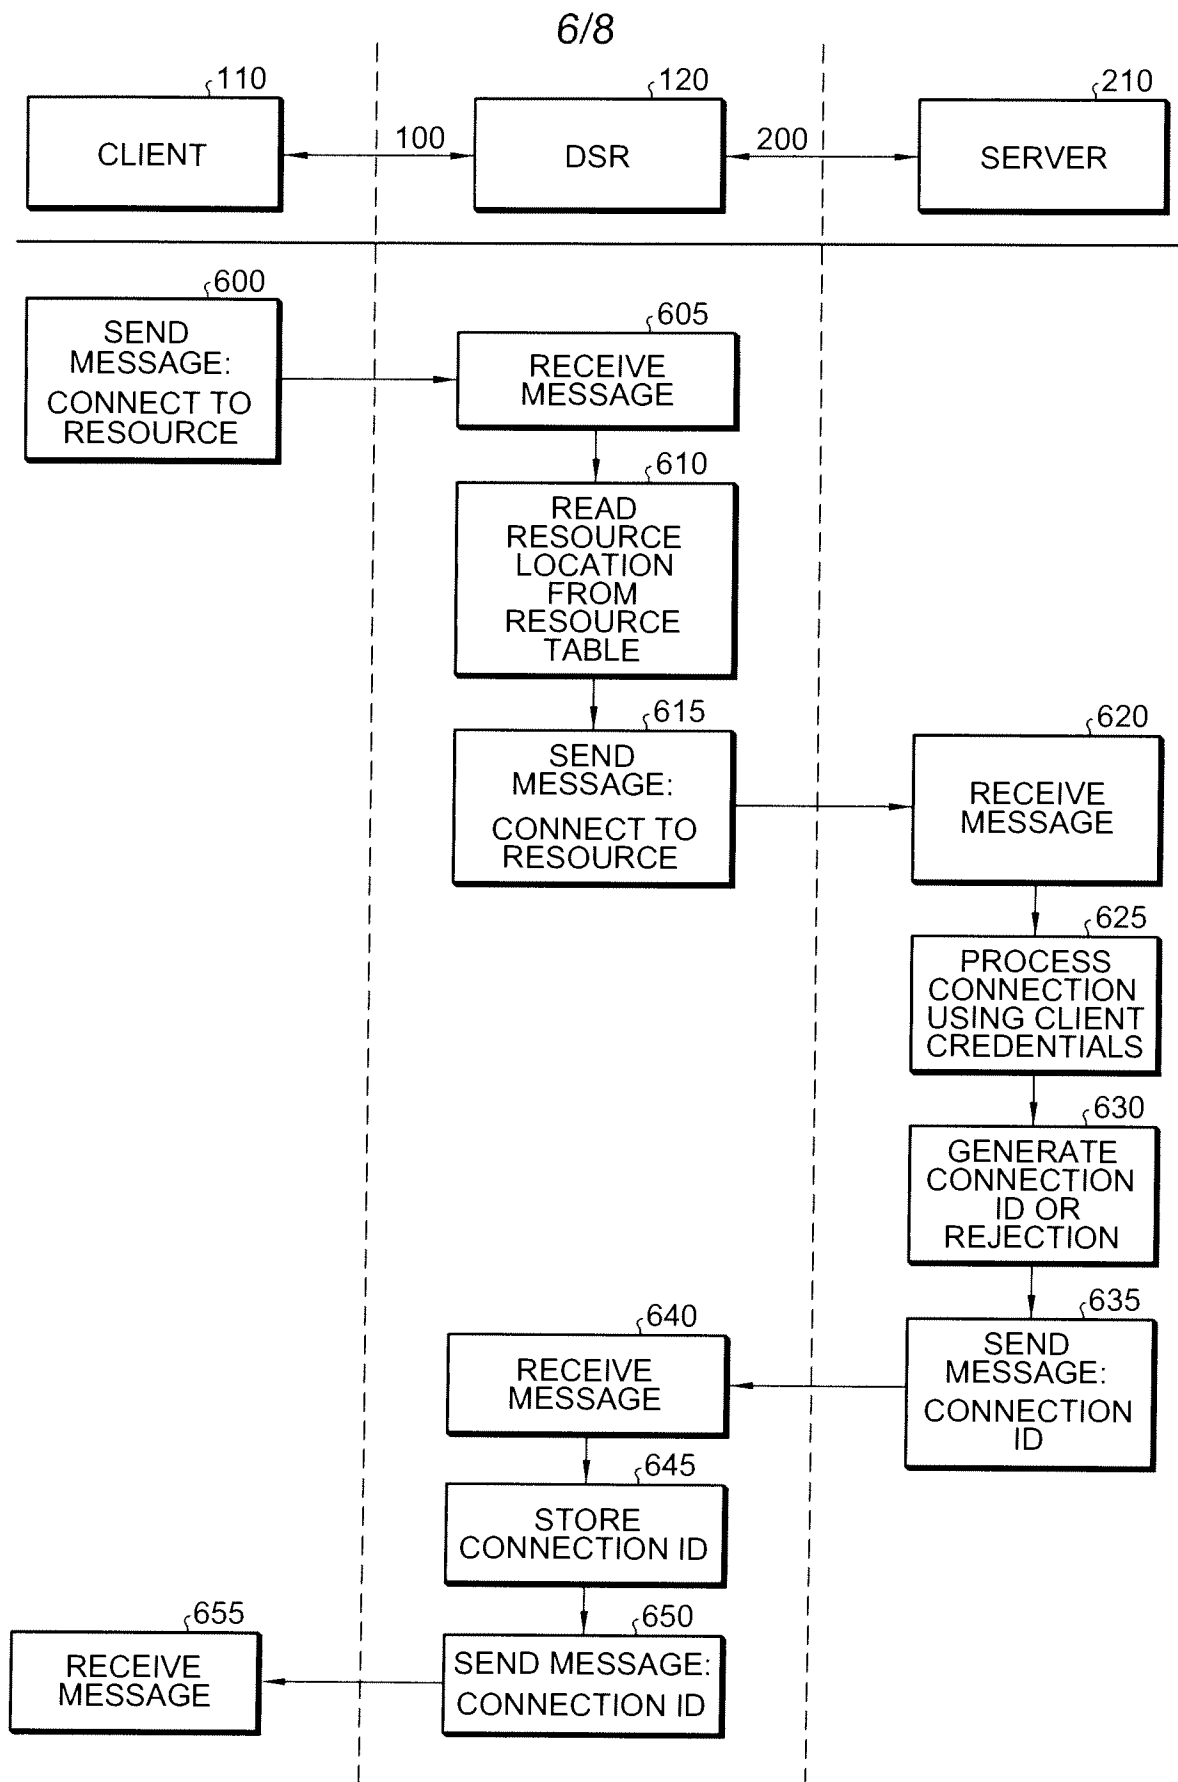 6/8
110
120
210
CLIENT
100
DSR
200
SERVER
600
SEND
MESSAGE:
CONNECT TO
RESOURCE
605
RECEIVE
MESSAGE
610
READ
RESOURCE
LOCATION
FROM
RESOURCE
TABLE
615
SEND
MESSAGE:
CONNECT TO
RESOURCE
620
RECEIVE
MESSAGE
625
PROCESS
CONNECTION
USING CLIENT
CREDENTIALS
630
GENERATE
CONNECTION
ID OR
REJECTION
635
SEND
MESSAGE:
CONNECTION
ID
640
RECEIVE
MESSAGE
645
STORE
CONNECTION ID
650
SEND MESSAGE:
CONNECTION ID
655
RECEIVE
MESSAGE